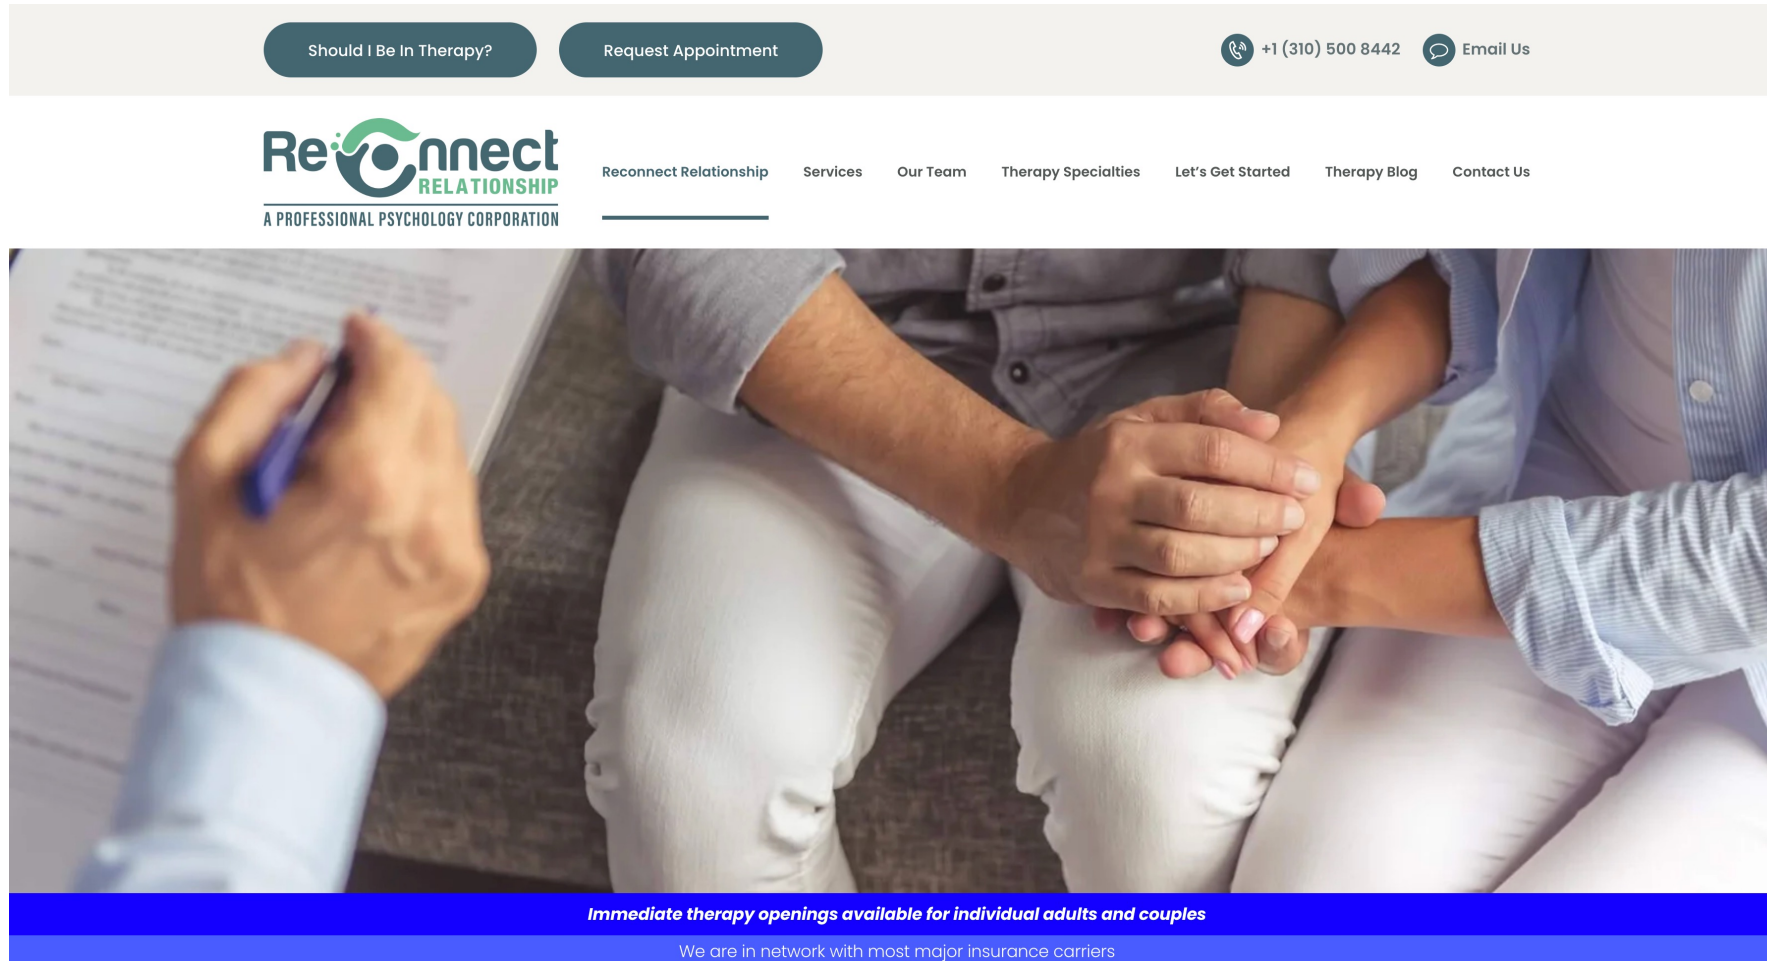 Should I Be In Therapy?
Request Appointment
+1 (310) 500 8442
Email Us
Reconnect
RELATIONSHIP
A PROFESSIONAL PSYCHOLOGY CORPORATION
Reconnect Relationship
Services
Our Team
Therapy Specialties
Let's Get Started
Therapy Blog
Contact Us
Immediate therapy openings available for individual adults and couples
We are in network with most major insurance carriers